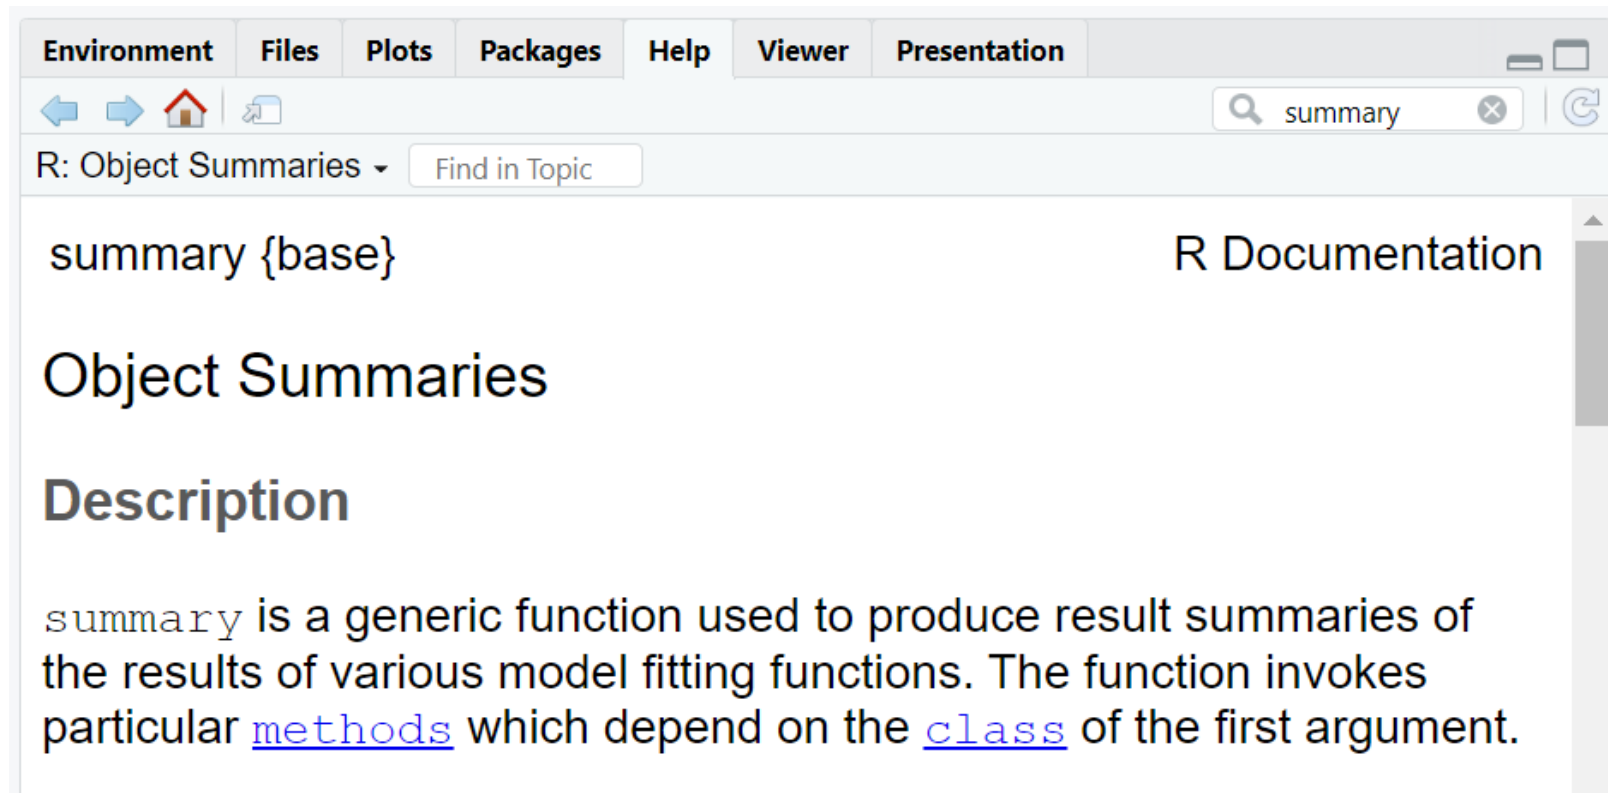 Environment Files Plots Packages Help Viewer Presentation
summary
R: Object Summaries Find in Topic
summary {base} R Documentation
Object Summaries
Description
summary is a generic function used to produce result summaries of
the results of various model fitting functions. The function invokes
particular methods which depend on the class of the first argument.